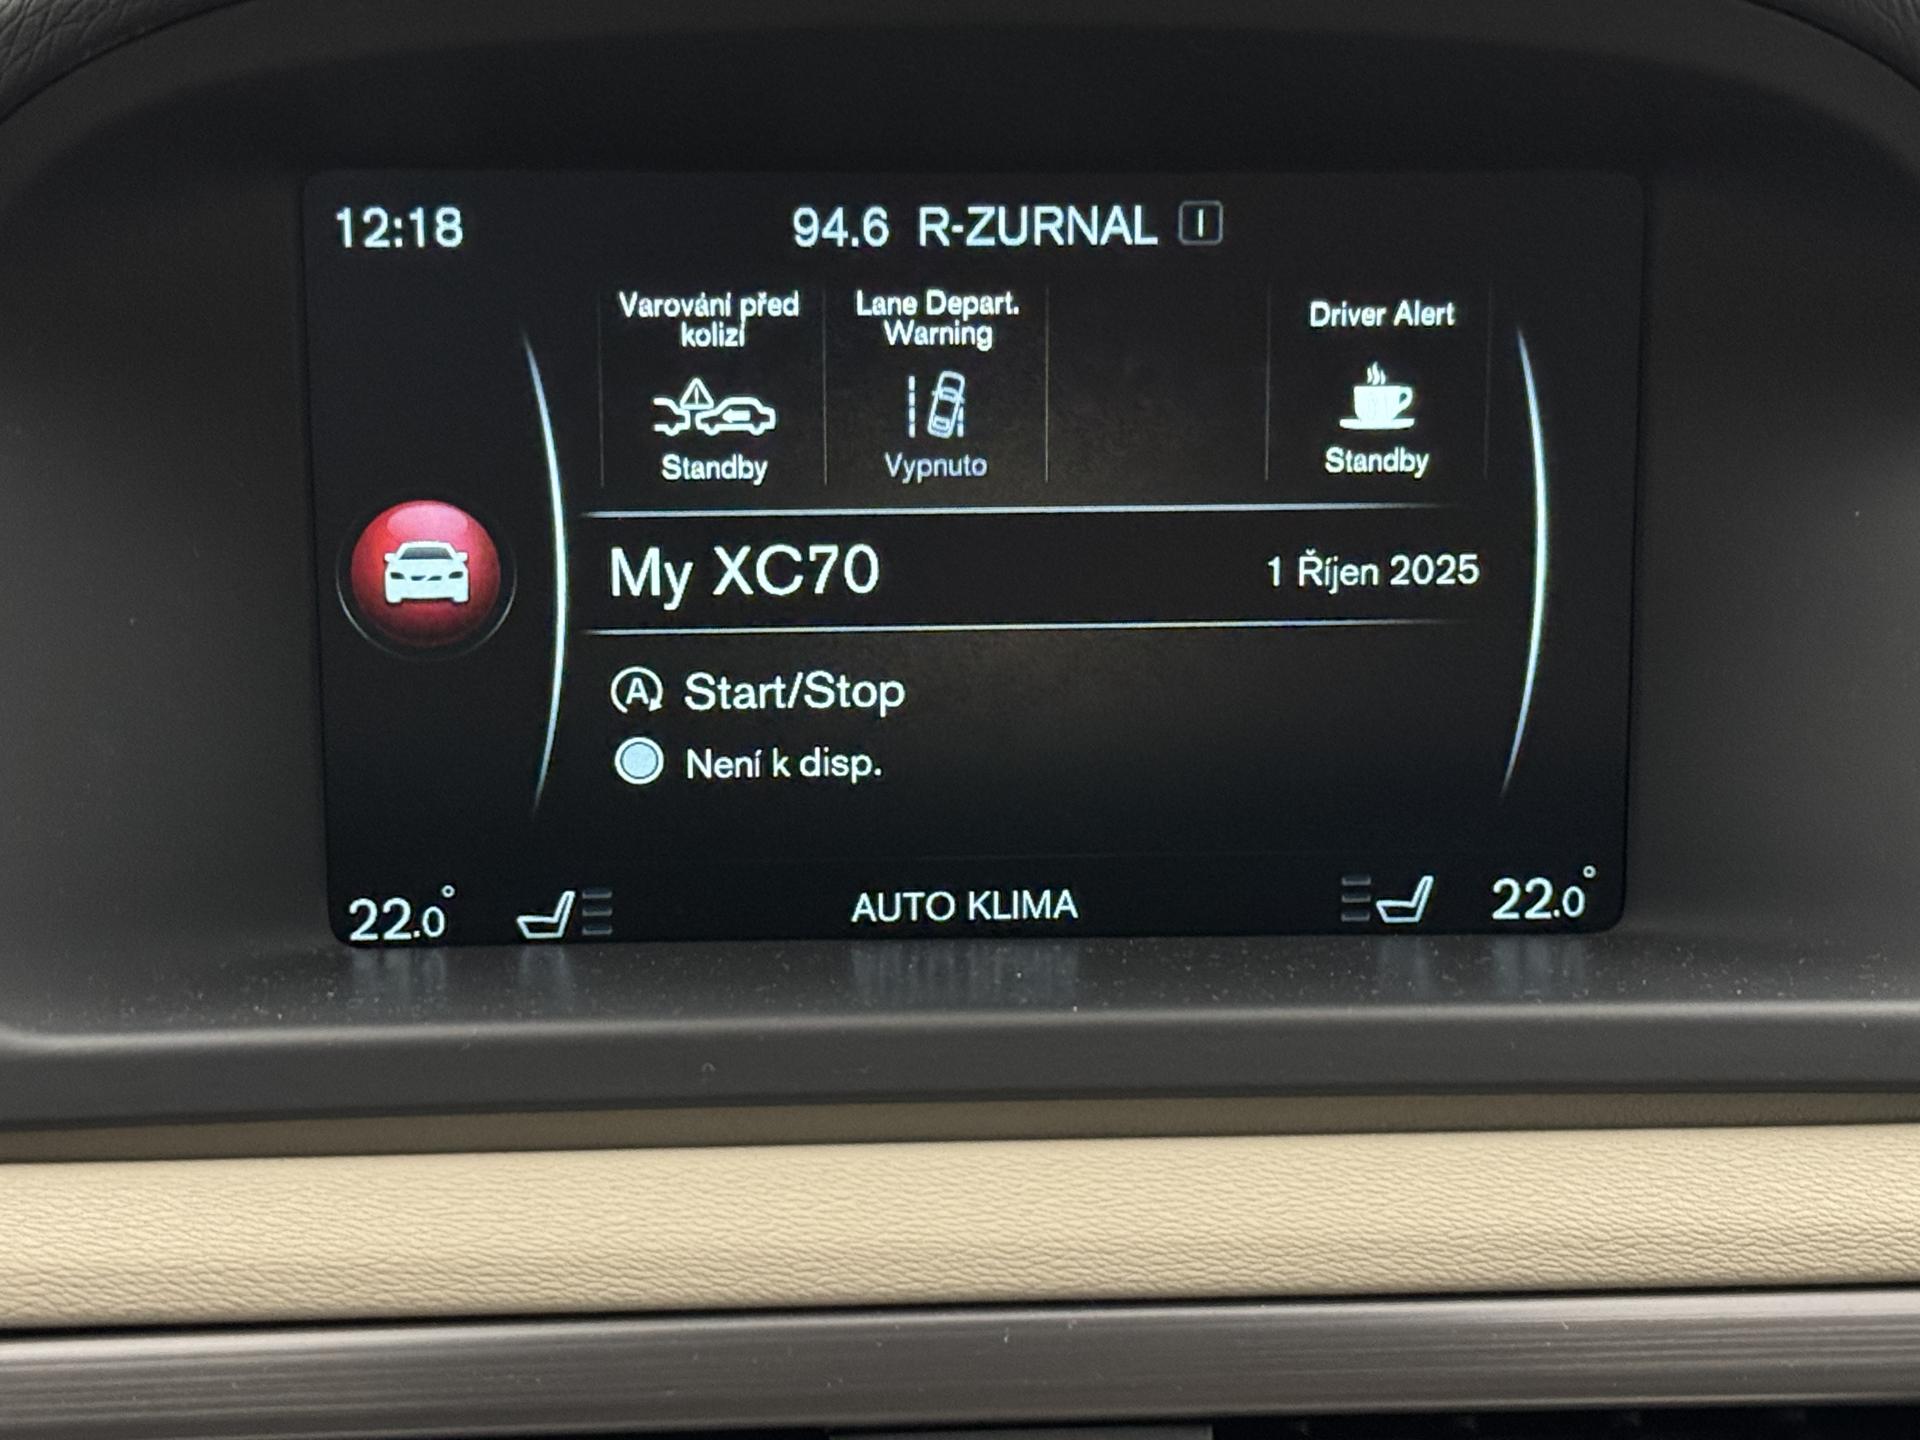 12:18
94.6 R-ZURNAL I
Varování před
kolizí
Standby
Lane Depart.
Warning
Vypnuto
Driver Alert
Standby
My XC70
1 Říjen 2025
A Start/Stop
Není k disp.
22.0°
AUTO KLIMA
22.0°